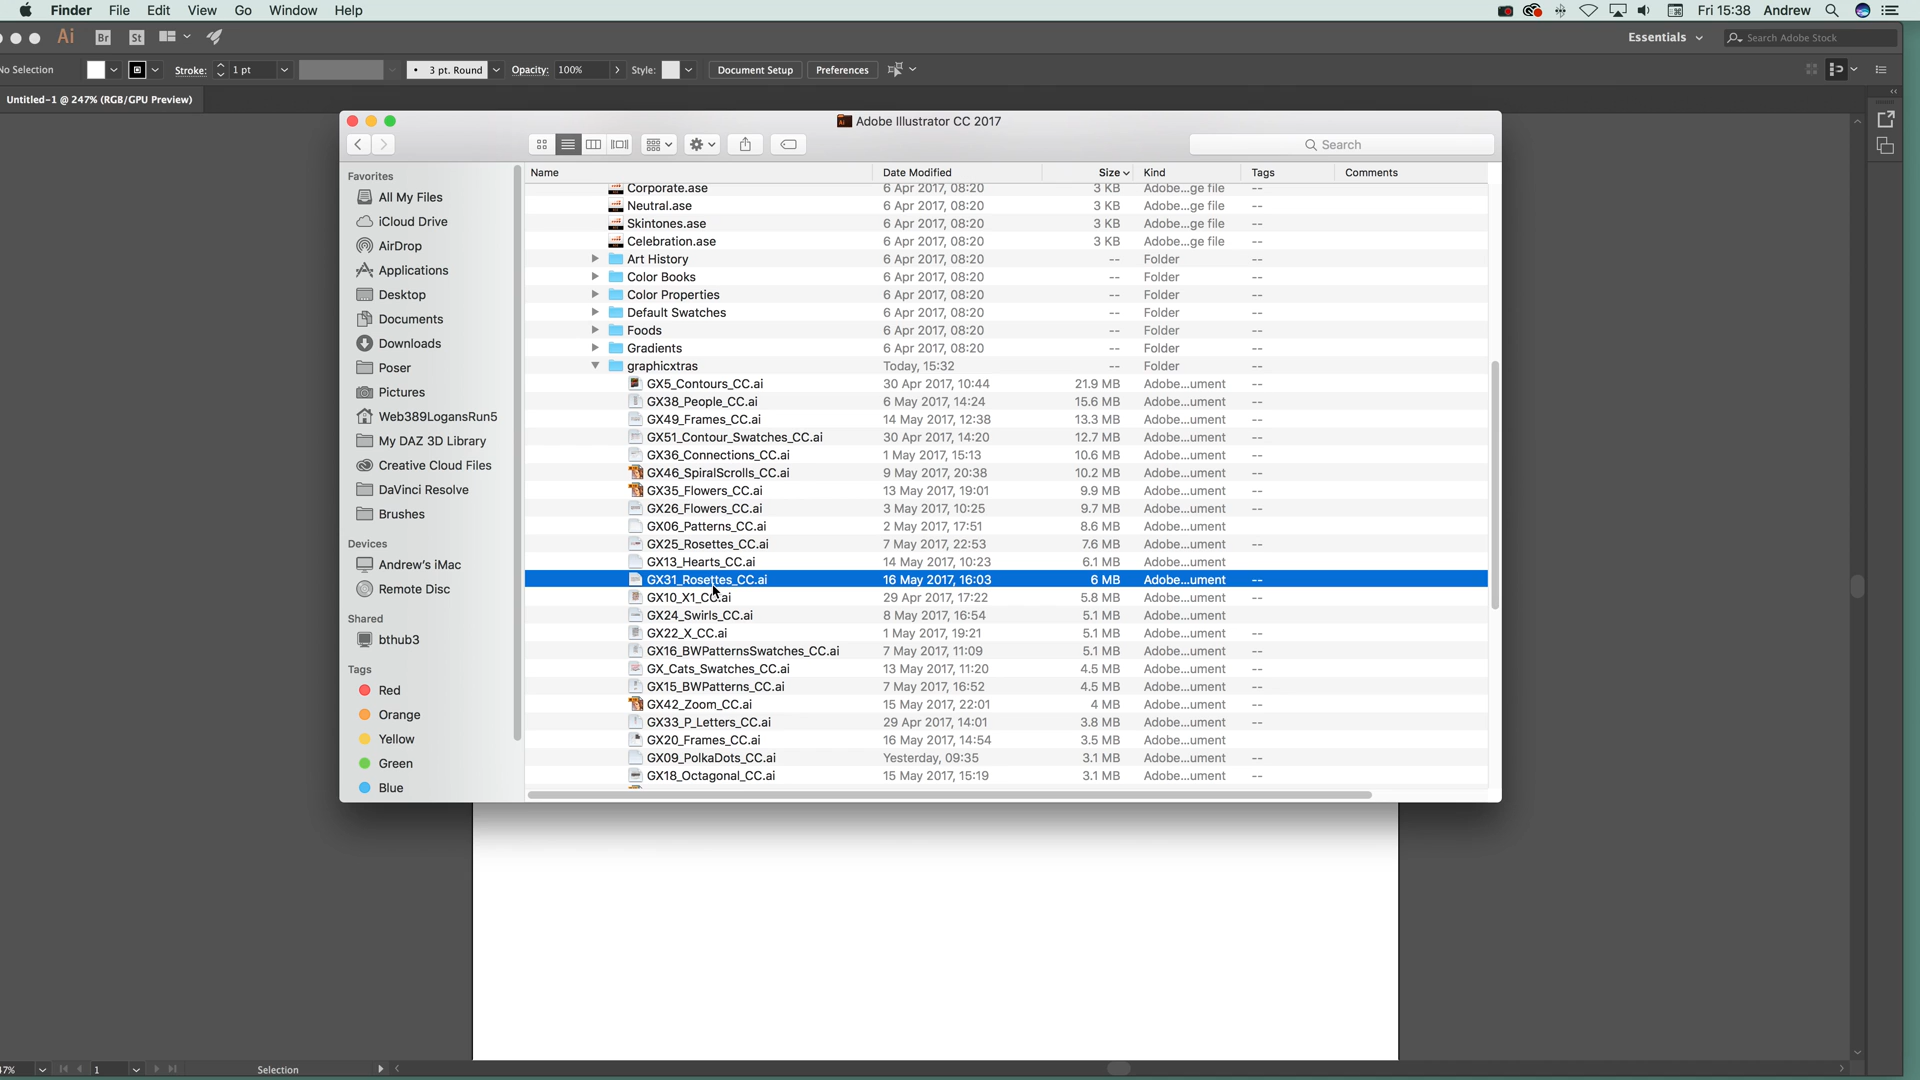 Finder File Edit View Go Window Help Fri 15:38 Andrew
Ai Br St Essentials Search Adobe Stock
No Selection Stroke: 1 pt 3 pt. Round Opacity: 100% Style: Document Setup Preferences
Untitled-1 @ 247% (RGB/GPU Preview)
Adobe Illustrator CC 2017
Search
Favorites
All My Files
iCloud Drive
AirDrop
Applications
Desktop
Documents
Downloads
Poser
Pictures
Web389LogansRun5
My DAZ 3D Library
Creative Cloud Files
DaVinci Resolve
Brushes
Devices
Andrew's iMac
Remote Disc
Shared
bthub3
Tags
Red
Orange
Yellow
Green
Blue
Name Date Modified Size Kind Tags Comments
Corporate.ase 6 Apr 2017, 08:20 3 KB Adobe...ge file --
Neutral.ase 6 Apr 2017, 08:20 3 KB Adobe...ge file --
Skintones.ase 6 Apr 2017, 08:20 3 KB Adobe...ge file --
Celebration.ase 6 Apr 2017, 08:20 3 KB Adobe...ge file --
Art History 6 Apr 2017, 08:20 -- Folder --
Color Books 6 Apr 2017, 08:20 -- Folder --
Color Properties 6 Apr 2017, 08:20 -- Folder --
Default Swatches 6 Apr 2017, 08:20 -- Folder --
Foods 6 Apr 2017, 08:20 -- Folder --
Gradients 6 Apr 2017, 08:20 -- Folder --
graphicxtras Today, 15:32 -- Folder --
GX5_Contours_CC.ai 30 Apr 2017, 10:44 21.9 MB Adobe...ument --
GX38_People_CC.ai 6 May 2017, 14:24 15.6 MB Adobe...ument --
GX49_Frames_CC.ai 14 May 2017, 12:38 13.3 MB Adobe...ument --
GX51_Contour_Swatches_CC.ai 30 Apr 2017, 14:20 12.7 MB Adobe...ument --
GX36_Connections_CC.ai 1 May 2017, 15:13 10.6 MB Adobe...ument --
GX46_SpiralScrolls_CC.ai 9 May 2017, 20:38 10.2 MB Adobe...ument --
GX35_Flowers_CC.ai 13 May 2017, 19:01 9.9 MB Adobe...ument --
GX26_Flowers_CC.ai 3 May 2017, 10:25 9.7 MB Adobe...ument --
GX06_Patterns_CC.ai 2 May 2017, 17:51 8.6 MB Adobe...ument
GX25_Rosettes_CC.ai 7 May 2017, 22:53 7.6 MB Adobe...ument --
GX13_Hearts_CC.ai 14 May 2017, 10:23 6.1 MB Adobe...ument
GX31_Rosettes_CC.ai 16 May 2017, 16:03 6 MB Adobe...ument --
GX10_X1_CC.ai 29 Apr 2017, 17:22 5.8 MB Adobe...ument --
GX24_Swirls_CC.ai 8 May 2017, 16:54 5.1 MB Adobe...ument
GX22_X_CC.ai 1 May 2017, 19:21 5.1 MB Adobe...ument --
GX16_BWPatternsSwatches_CC.ai 7 May 2017, 11:09 5.1 MB Adobe...ument --
GX_Cats_Swatches_CC.ai 13 May 2017, 11:20 4.5 MB Adobe...ument --
GX15_BWPatterns_CC.ai 7 May 2017, 16:52 4.5 MB Adobe...ument --
GX42_Zoom_CC.ai 15 May 2017, 22:01 4 MB Adobe...ument --
GX33_P_Letters_CC.ai 29 Apr 2017, 14:01 3.8 MB Adobe...ument --
GX20_Frames_CC.ai 16 May 2017, 14:54 3.5 MB Adobe...ument
GX09_PolkaDots_CC.ai Yesterday, 09:35 3.1 MB Adobe...ument --
GX18_Octagonal_CC.ai 15 May 2017, 15:19 3.1 MB Adobe...ument --
47% 1 Selection